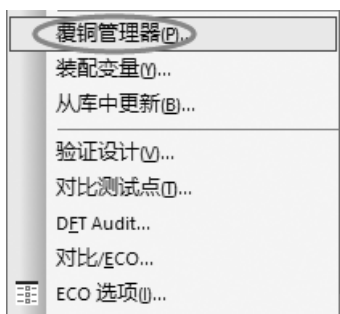 覆铜管理器(P)...
装配变量(V)...
从库中更新(B)...
验证设计(V)...
对比测试点(T)...
DFT Audit...
对比/ECO...
ECO 选项(I)...